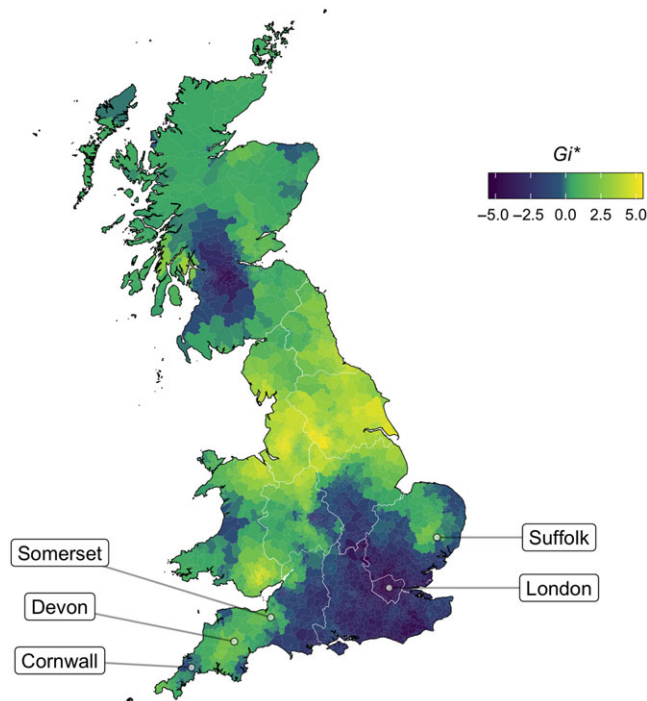 Gi*
−5.0 −2.5 0.0 2.5 5.0
Suffolk
Somerset
London
Devon
Cornwall